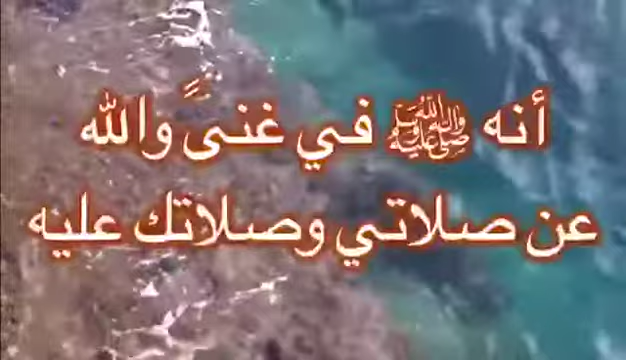 أنه ﷺ في غنىً والله
عن صلاتي وصلاتك عليه